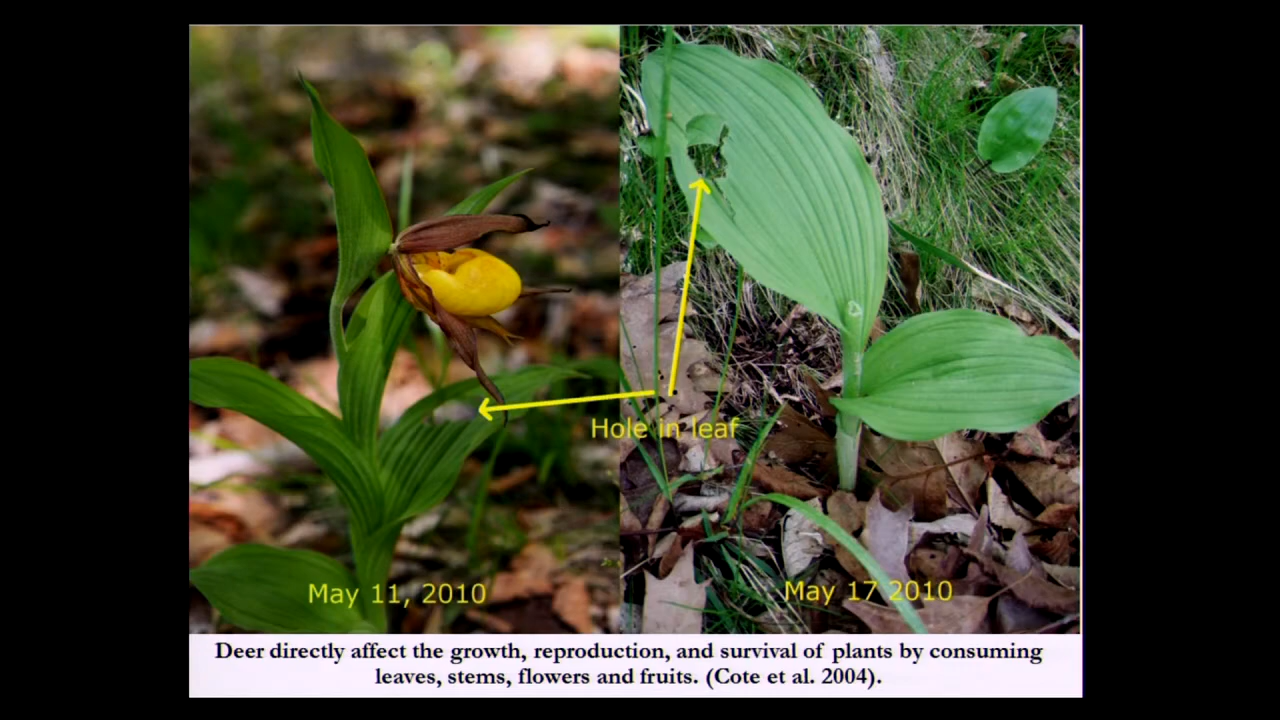 Hole in leaf
May 11, 2010
May 17 2010
Deer directly affect the growth, reproduction, and survival of plants by consuming
leaves, stems, flowers and fruits. (Cote et al. 2004).